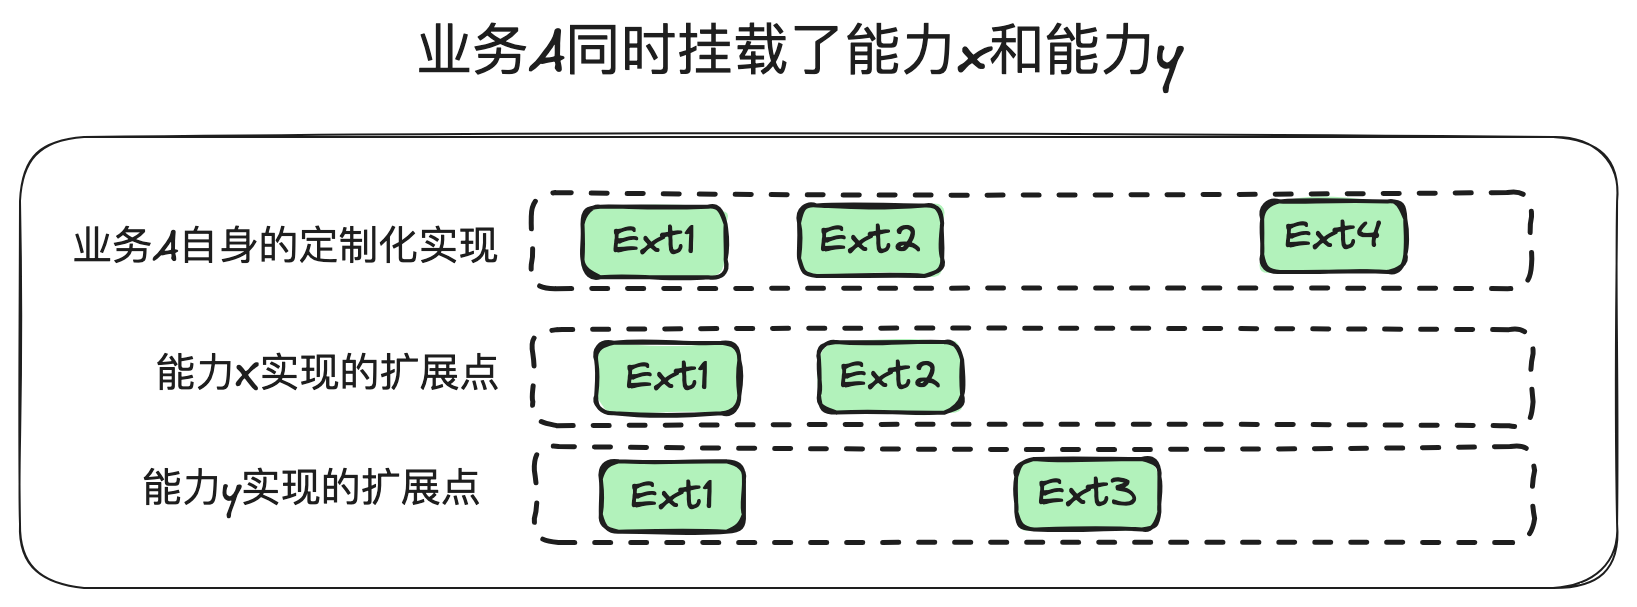 业务A同时挂载了能力x和能力y
业务A自身的定制化实现
Ext1 Ext2 Ext4
能力x实现的扩展点
Ext1 Ext2
能力y实现的扩展点
Ext1 Ext3